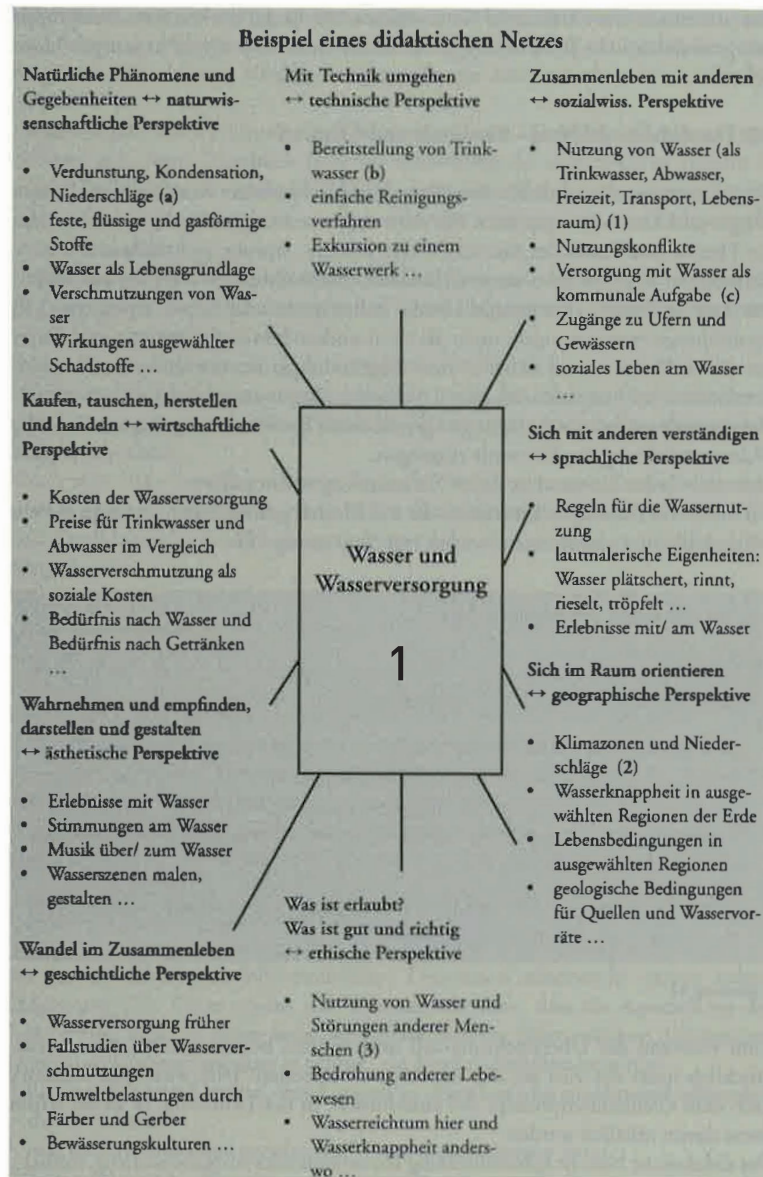 Beispiel eines didaktischen Netzes
Natürliche Phänomene und
Gegebenheiten ↔ naturwis-
senschaftliche Perspektive
• Verdunstung, Kondensation,
Niederschläge (a)
• feste, flüssige und gasförmige
Stoffe
• Wasser als Lebensgrundlage
• Verschmutzungen von Was-
ser
• Wirkungen ausgewählter
Schadstoffe …
Mit Technik umgehen
↔ technische Perspektive
• Bereitstellung von Trink-
wasser (b)
• einfache Reinigungs-
verfahren
• Exkursion zu einem
Wasserwerk …
Zusammenleben mit anderen
↔ sozialwiss. Perspektive
• Nutzung von Wasser (als
Trinkwasser, Abwasser,
Freizeit, Transport, Lebens-
raum) (1)
• Nutzungskonflikte
• Versorgung mit Wasser als
kommunale Aufgabe (c)
• Zugänge zu Ufern und
Gewässern
• soziales Leben am Wasser
…
Kaufen, tauschen, herstellen
und handeln ↔ wirtschaftliche
Perspektive
• Kosten der Wasserversorgung
• Preise für Trinkwasser und
Abwasser im Vergleich
• Wasserverschmutzung als
soziale Kosten
• Bedürfnis nach Wasser und
Bedürfnis nach Getränken
…
Wasser und
Wasserversorgung
1
Sich mit anderen verständigen
↔ sprachliche Perspektive
• Regeln für die Wassernut-
zung
• lautmalerische Eigenheiten:
Wasser plätschert, rinnt,
rieselt, tröpfelt …
• Erlebnisse mit/ am Wasser
Wahrnehmen und empfinden,
darstellen und gestalten
↔ ästhetische Perspektive
• Erlebnisse mit Wasser
• Stimmungen am Wasser
• Musik über/ zum Wasser
• Wasserszenen malen,
gestalten …
Sich im Raum orientieren
↔ geographische Perspektive
• Klimazonen und Nieder-
schläge (2)
• Wasserknappheit in ausge-
wählten Regionen der Erde
• Lebensbedingungen in
ausgewählten Regionen
• geologische Bedingungen
für Quellen und Wasservor-
räte …
Wandel im Zusammenleben
↔ geschichtliche Perspektive
• Wasserversorgung früher
• Fallstudien über Wasserver-
schmutzungen
• Umweltbelastungen durch
Färber und Gerber
• Bewässerungskulturen …
Was ist erlaubt?
Was ist gut und richtig
↔ ethische Perspektive
• Nutzung von Wasser und
Störungen anderer Men-
schen (3)
• Bedrohung anderer Lebe-
wesen
• Wasserreichtum hier und
Wasserknappheit anders-
wo …